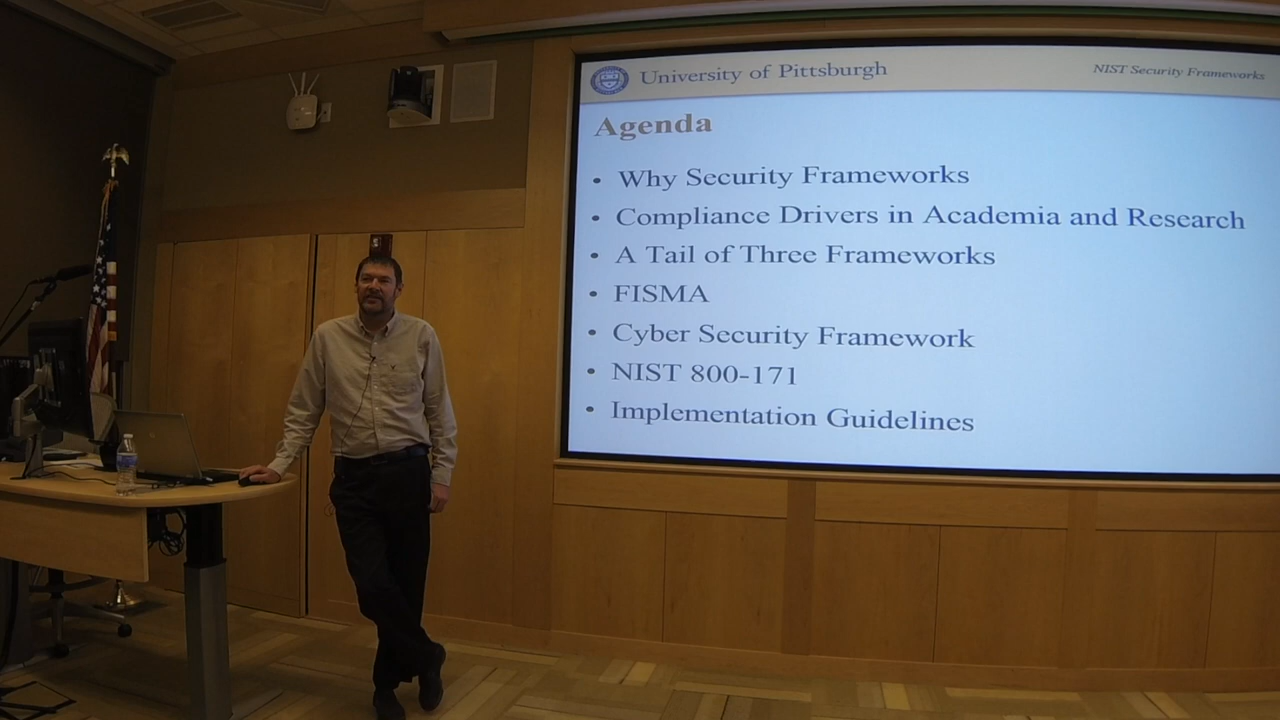 University of Pittsburgh
NIST Security Frameworks
Agenda
• Why Security Frameworks
• Compliance Drivers in Academia and Research
• A Tail of Three Frameworks
• FISMA
• Cyber Security Framework
• NIST 800-171
• Implementation Guidelines